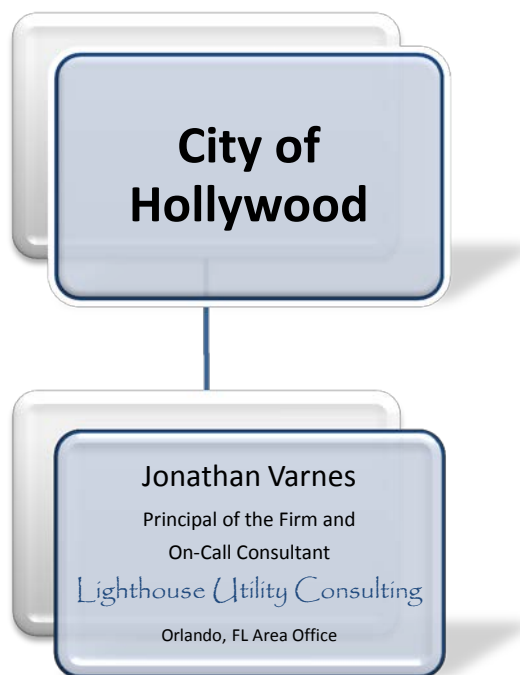 City of
Hollywood
Jonathan Varnes
Principal of the Firm and
On-Call Consultant
Lighthouse Utility Consulting
Orlando, FL Area Office